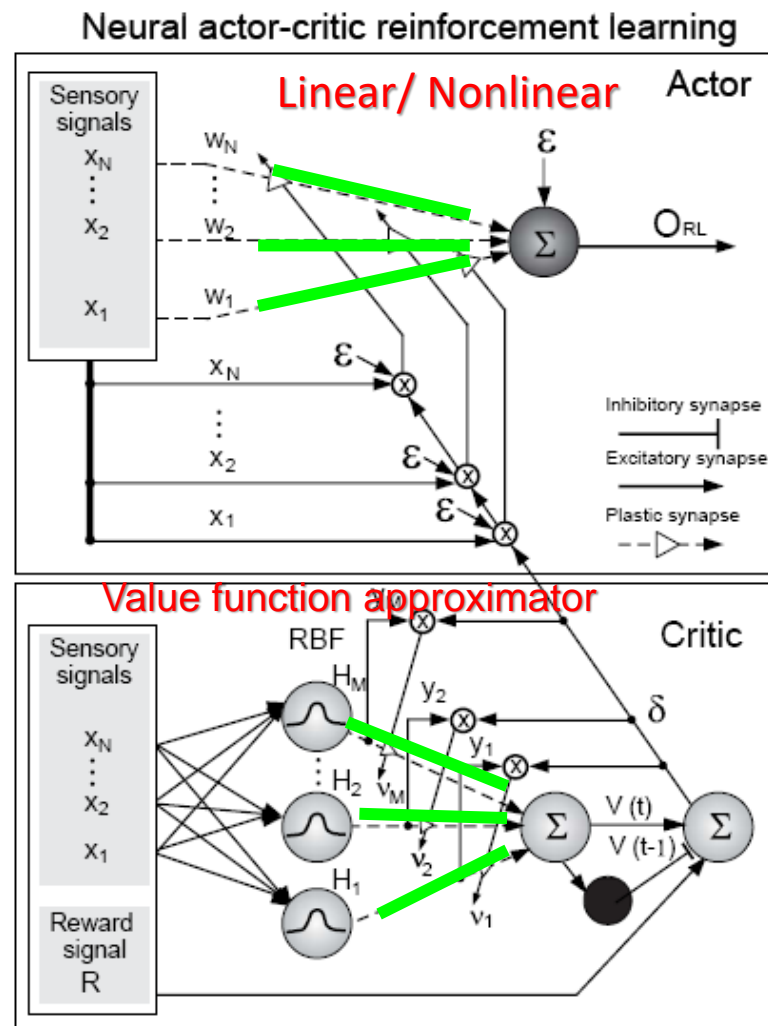 Neural actor-critic reinforcement learning
Linear/ Nonlinear
Actor
Sensory
signals
x_N
w_N
ε
x_2
w_2
Σ
O_RL
x_1
w_1
x_N
ε
x
Inhibitory synapse
x_2
ε
x
Excitatory synapse
x_1
ε
x
Plastic synapse
Value function approximator
Critic
Sensory
signals
RBF
x
H_M
y_2
x
δ
y_1
x
x_N
v_M
H_2
x_2
Σ
V (t)
Σ
x_1
v_2
V (t-1)
H_1
v_1
Reward
signal
R